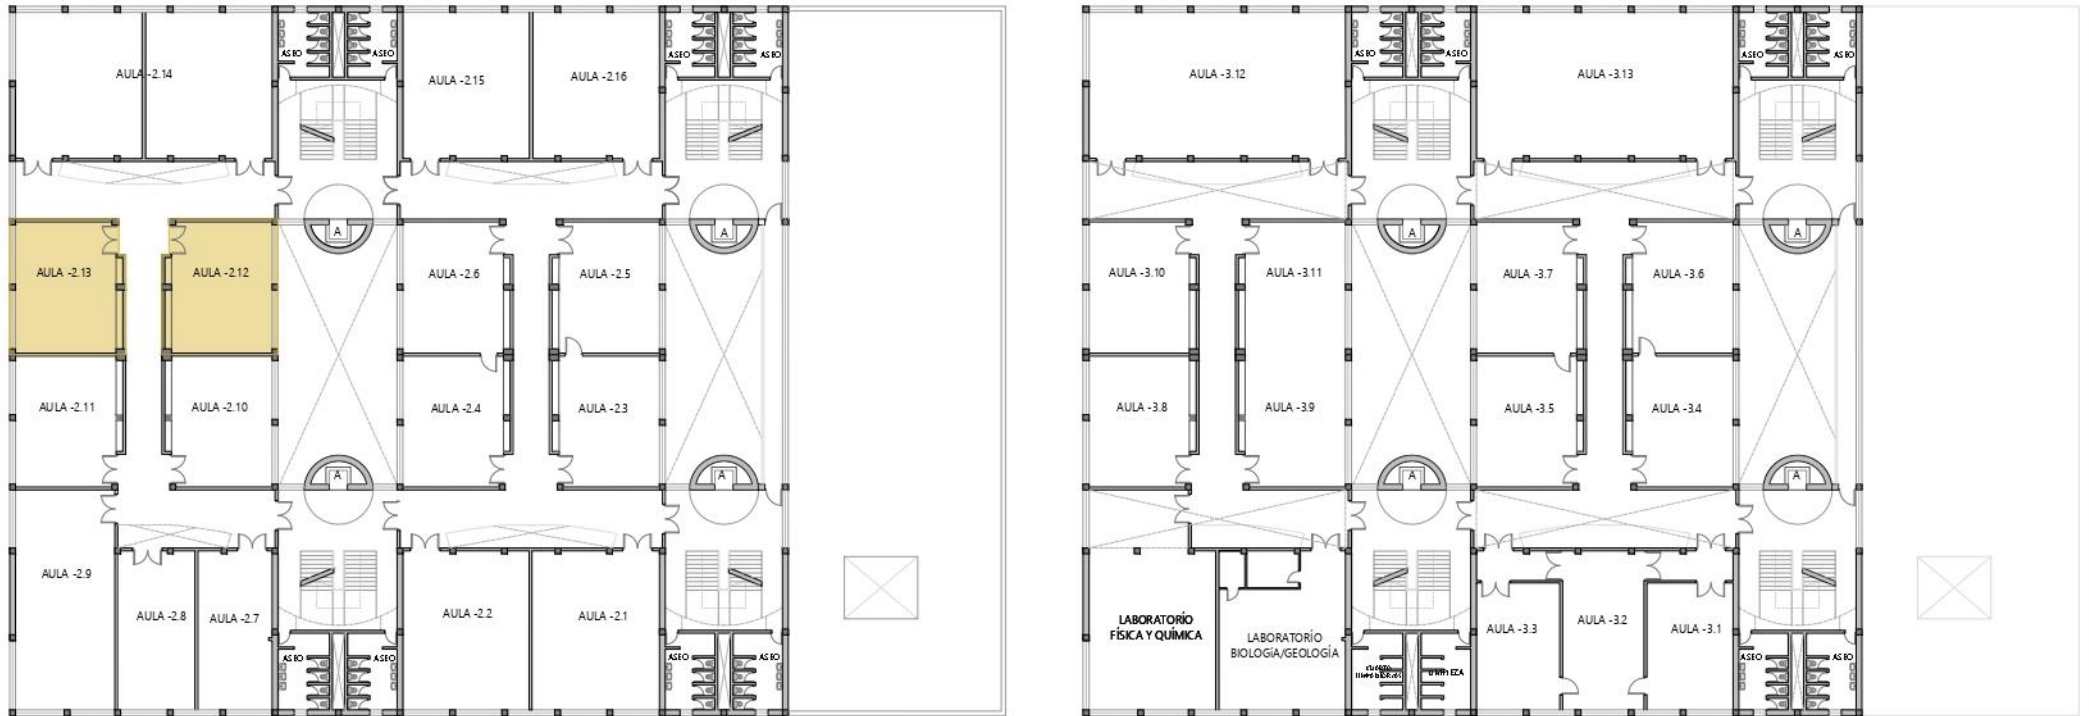 ASEO
ASEO
ASEO
ASEO
AULA -2.14
AULA -2.15
AULA -2.16
A
A
AULA -2.13
AULA -2.12
AULA -2.6
AULA -2.5
AULA -2.11
AULA -2.10
AULA -2.4
AULA -2.3
A
A
AULA -2.9
AULA -2.8
AULA -2.7
AULA -2.2
AULA -2.1
ASEO
ASEO
ASEO
ASEO
ASEO
ASEO
ASEO
ASEO
AULA -3.12
AULA -3.13
A
A
AULA -3.10
AULA -3.11
AULA -3.7
AULA -3.6
AULA -3.8
AULA -3.9
AULA -3.5
AULA -3.4
A
A
LABORATORÍO
FÍSICA Y QUÍMICA
LABORATORÍO
BIOLOGíA/GEOLOGÍA
AULA -3.3
AULA -3.2
AULA -3.1
LIMPIEZA
ASEO
ASEO